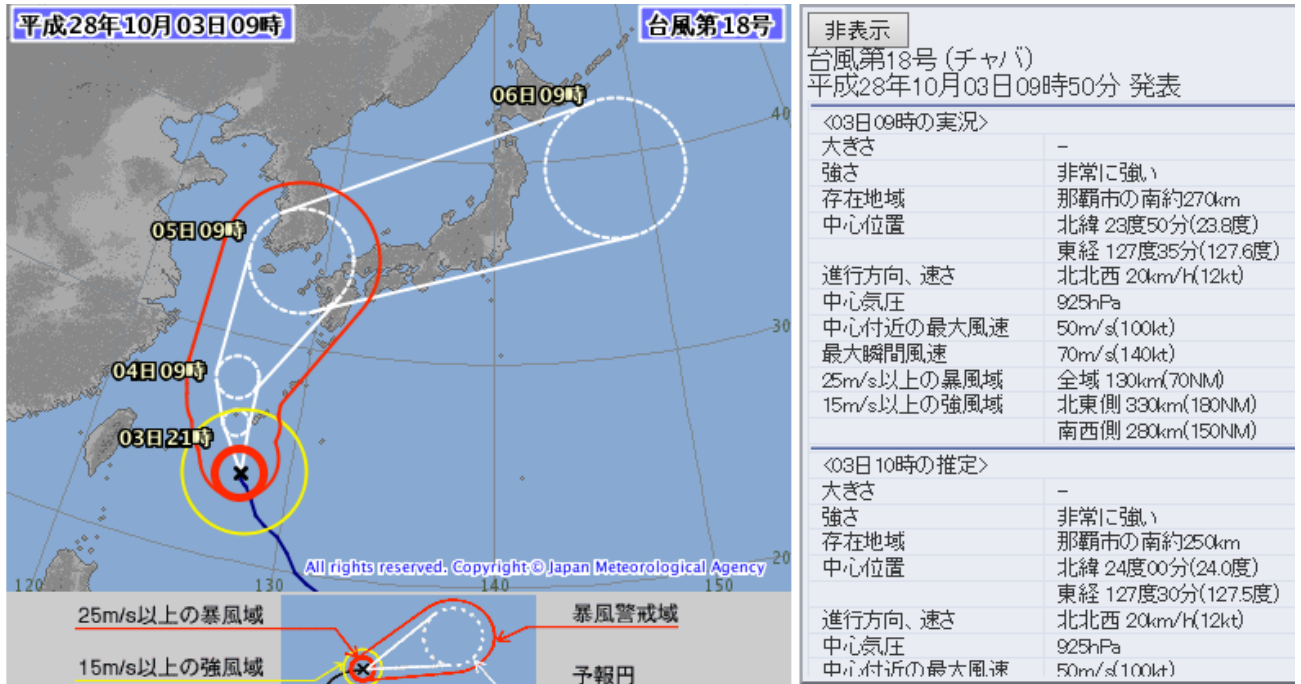 平成28年10月03日09時
台風第18号
06日09時
05日09時
04日09時
03日21時
40
30
20
120
130
140
150
All rights reserved. Copyright © Japan Meteorological Agency
25m/s以上の暴風域
暴風警戒域
15m/s以上の強風域
予報円
非表示
台風第18号 (チャバ)
平成28年10月03日09時50分 発表
<03日09時の実況>
大きさ -
強さ 非常に強い
存在地域 那覇市の南約270km
中心位置 北緯 23度50分(23.8度)
東経 127度35分(127.6度)
進行方向、速さ 北北西 20km/h(12kt)
中心気圧 925hPa
中心付近の最大風速 50m/s(100kt)
最大瞬間風速 70m/s(140kt)
25m/s以上の暴風域 全域 130km(70NM)
15m/s以上の強風域 北東側 330km(180NM)
南西側 280km(150NM)
<03日10時の推定>
大きさ -
強さ 非常に強い
存在地域 那覇市の南約250km
中心位置 北緯 24度00分(24.0度)
東経 127度30分(127.5度)
進行方向、速さ 北北西 20km/h(12kt)
中心気圧 925hPa
中心付近の最大風速 50m/s(100kt)